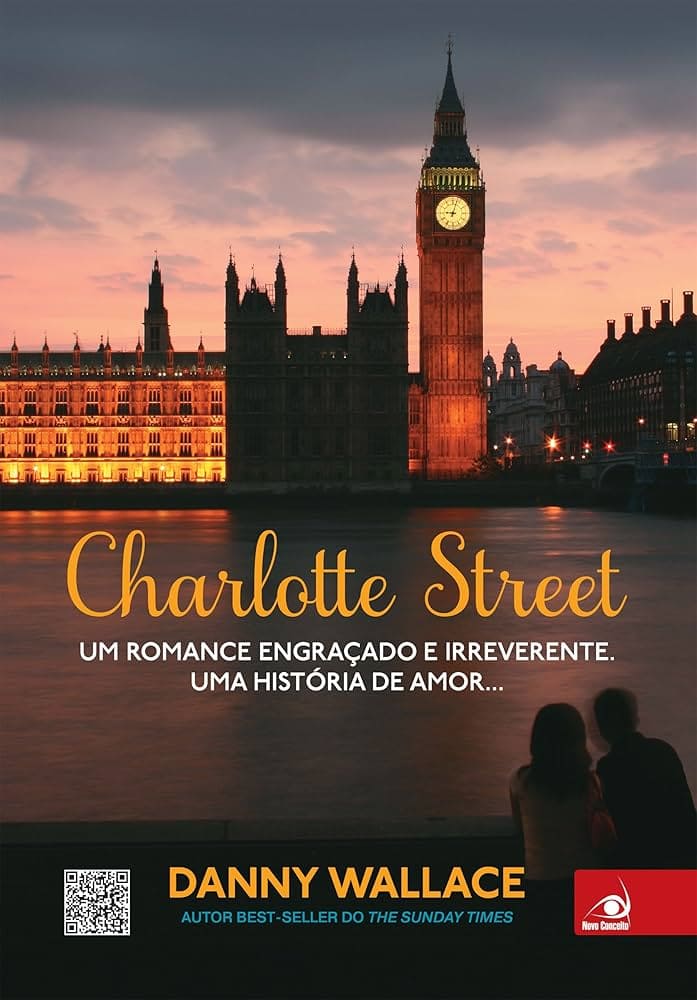 Charlotte Street
UM ROMANCE ENGRAÇADO E IRREVERENTE.
UMA HISTÓRIA DE AMOR...
DANNY WALLACE
AUTOR BEST-SELLER DO THE SUNDAY TIMES
Novo Conceito